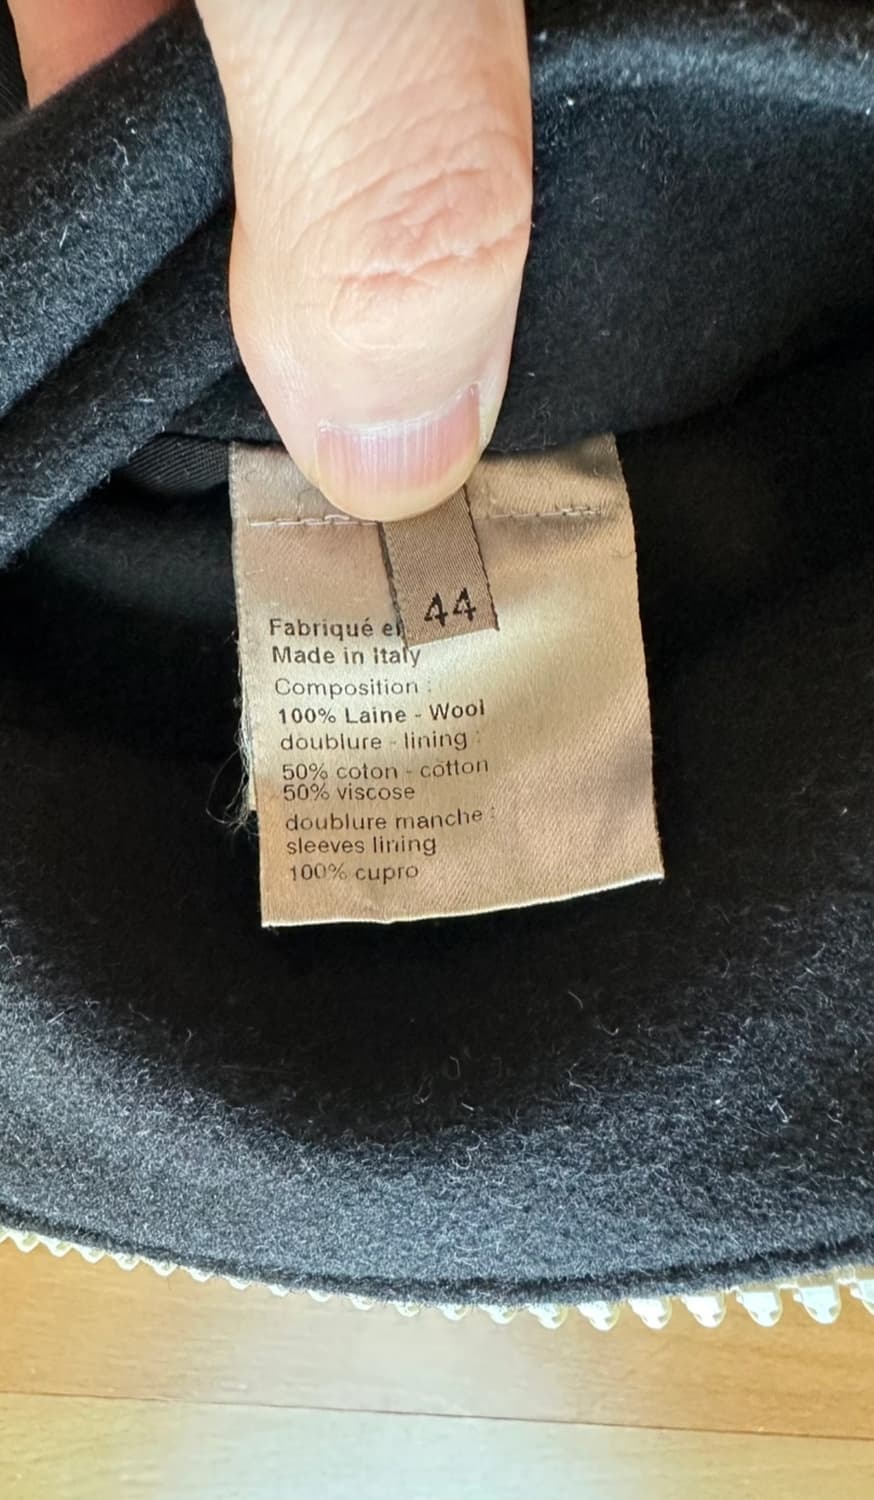 44
Fabriqué e
Made in Italy
Composition :
100% Laine - Wool
doublure - lining :
50% coton - cotton
50% viscose
doublure manche :
sleeves lining
100% cupro